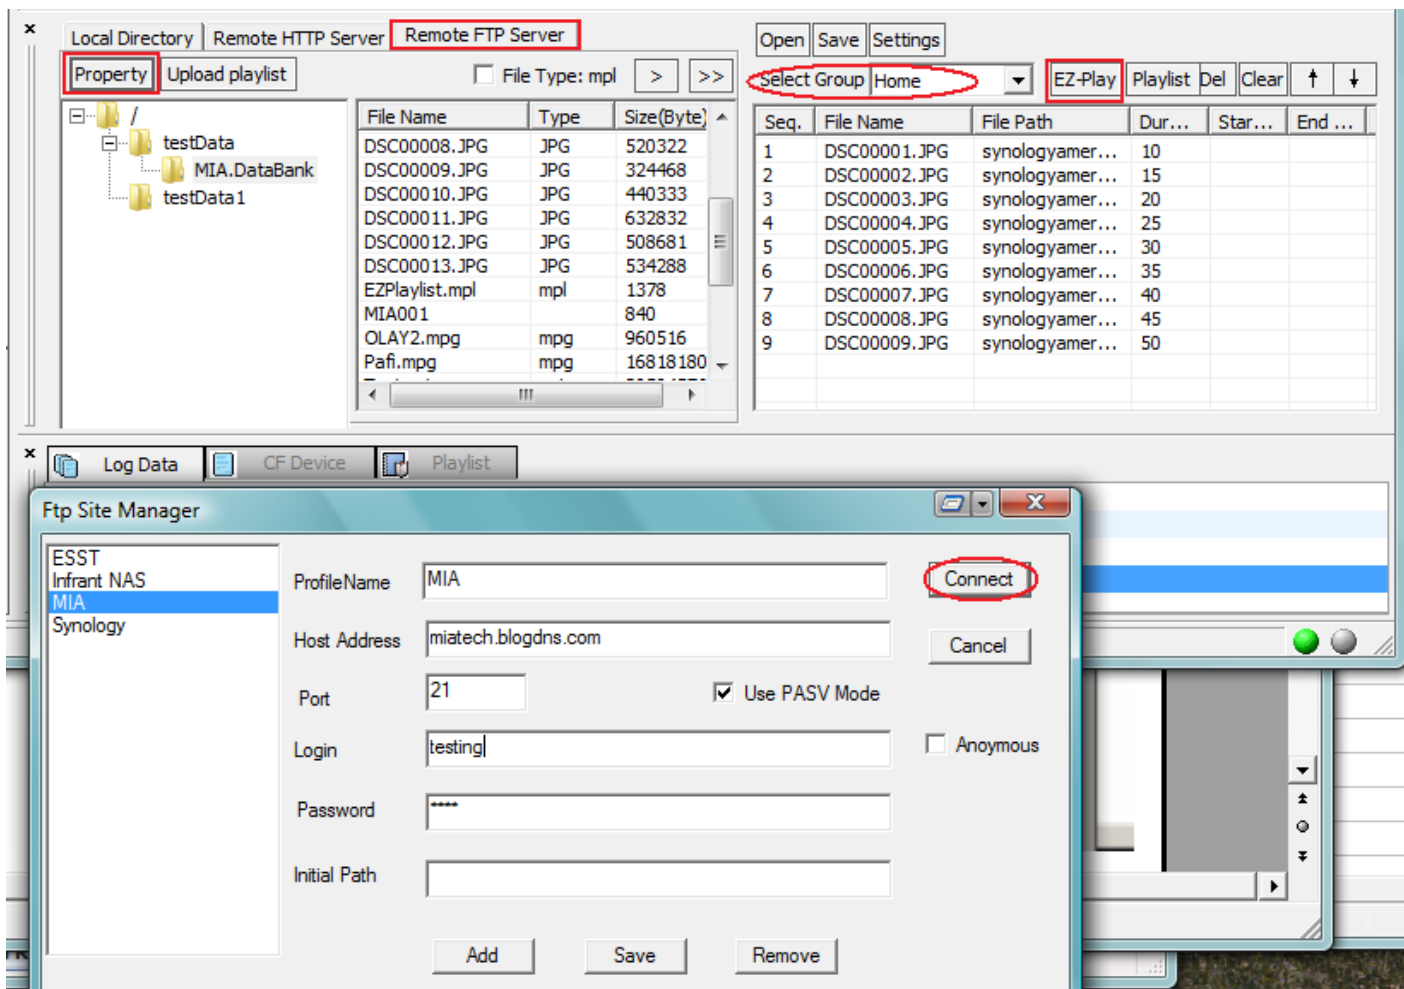 Local Directory Remote HTTP Server Remote FTP Server
Property Upload playlist File Type: mpl > >>
/
testData
MIA.DataBank
testData1
File Name Type Size(Byte)
DSC00008.JPG JPG 520322
DSC00009.JPG JPG 324468
DSC00010.JPG JPG 440333
DSC00011.JPG JPG 632832
DSC00012.JPG JPG 508681
DSC00013.JPG JPG 534288
EZPlaylist.mpl mpl 1378
MIA001 840
OLAY2.mpg mpg 960516
Pafi.mpg mpg 16818180
Open Save Settings
Select Group Home EZ-Play Playlist Del Clear
Seq. File Name File Path Dur... Star... End ...
1 DSC00001.JPG synologyamer... 10
2 DSC00002.JPG synologyamer... 15
3 DSC00003.JPG synologyamer... 20
4 DSC00004.JPG synologyamer... 25
5 DSC00005.JPG synologyamer... 30
6 DSC00006.JPG synologyamer... 35
7 DSC00007.JPG synologyamer... 40
8 DSC00008.JPG synologyamer... 45
9 DSC00009.JPG synologyamer... 50
Log Data CF Device Playlist
Ftp Site Manager
ESST
Infrant NAS
MIA
Synology
ProfileName MIA Connect
Host Address miatech.blogdns.com Cancel
Port 21 Use PASV Mode
Login testing Anoymous
Password ****
Initial Path
Add Save Remove